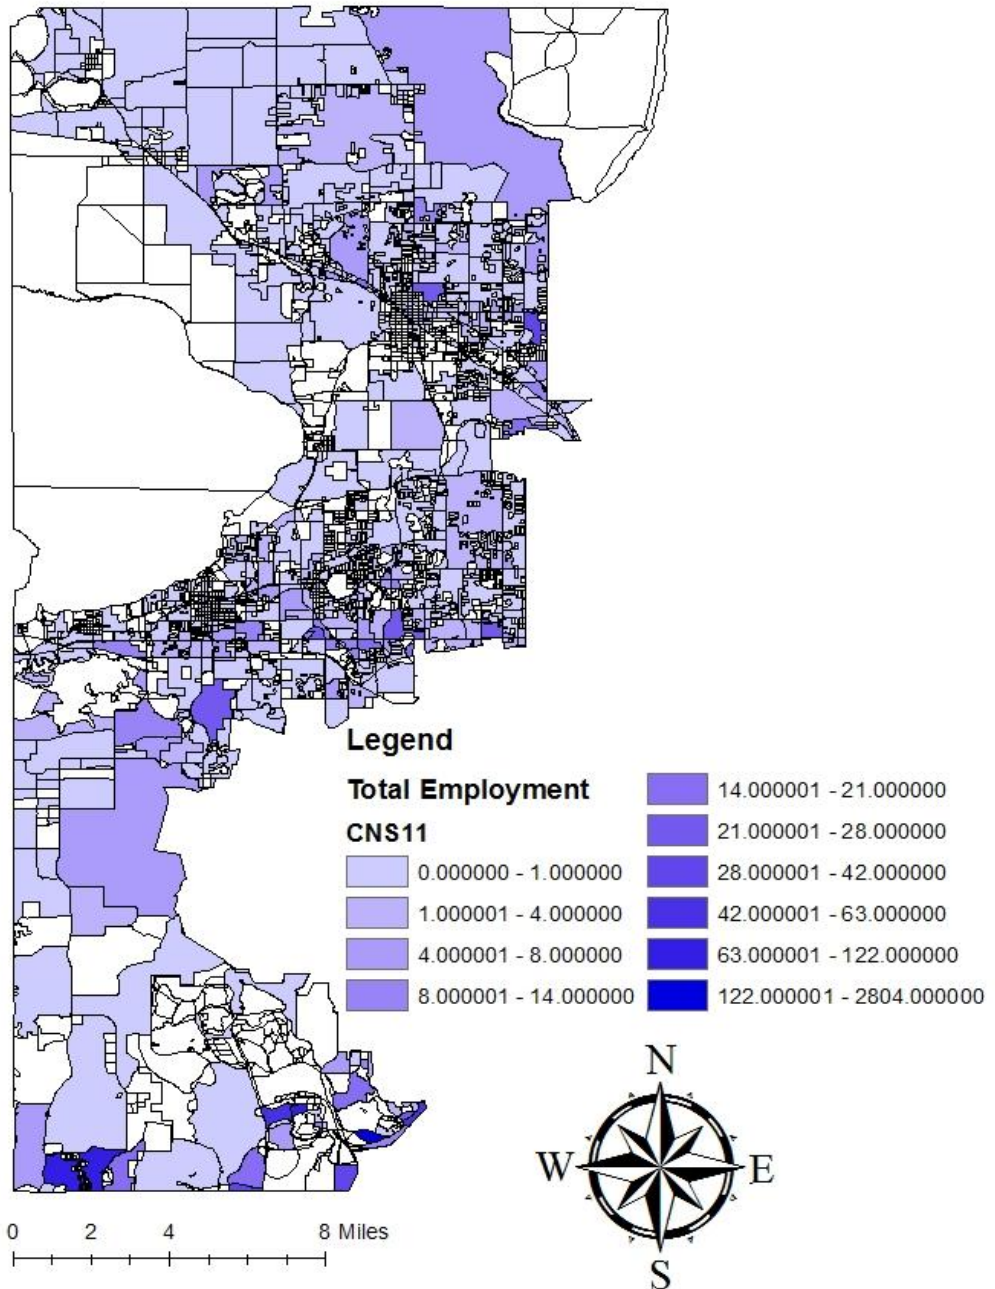 Legend
Total Employment
CNS11
0.000000 - 1.000000
1.000001 - 4.000000
4.000001 - 8.000000
8.000001 - 14.000000
14.000001 - 21.000000
21.000001 - 28.000000
28.000001 - 42.000000
42.000001 - 63.000000
63.000001 - 122.000000
122.000001 - 2804.000000
N
W E
S
0 2 4 8 Miles